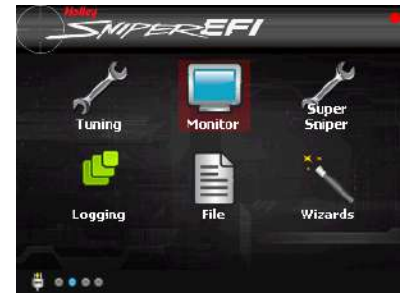 Holley
SNIPER EFI
Tuning
Monitor
Super
Sniper
Logging
File
Wizards